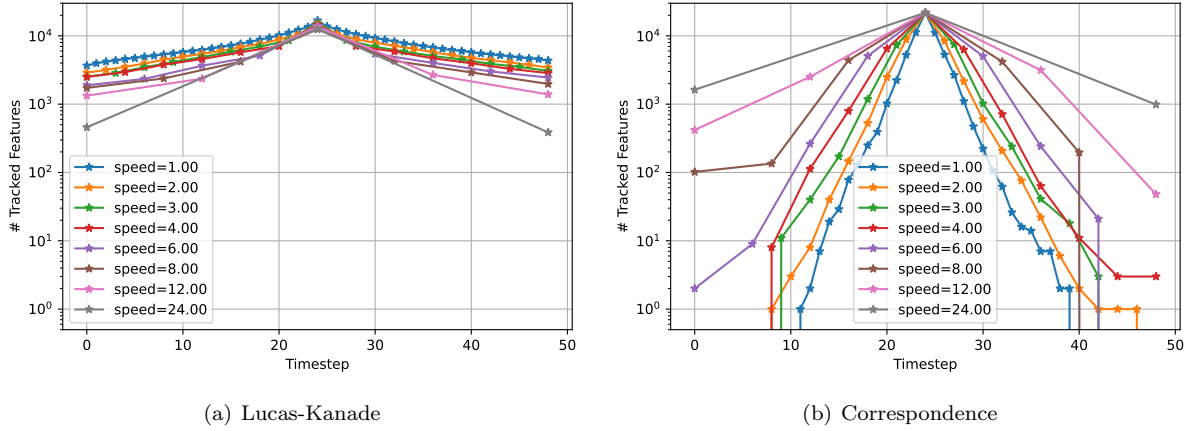 # Tracked Features
10^4
10^3
10^2
10^1
10^0
speed=1.00
speed=2.00
speed=3.00
speed=4.00
speed=6.00
speed=8.00
speed=12.00
speed=24.00
0 10 20 30 40 50
Timestep
(a) Lucas-Kanade
# Tracked Features
10^4
10^3
10^2
10^1
10^0
speed=1.00
speed=2.00
speed=3.00
speed=4.00
speed=6.00
speed=8.00
speed=12.00
speed=24.00
0 10 20 30 40 50
Timestep
(b) Correspondence